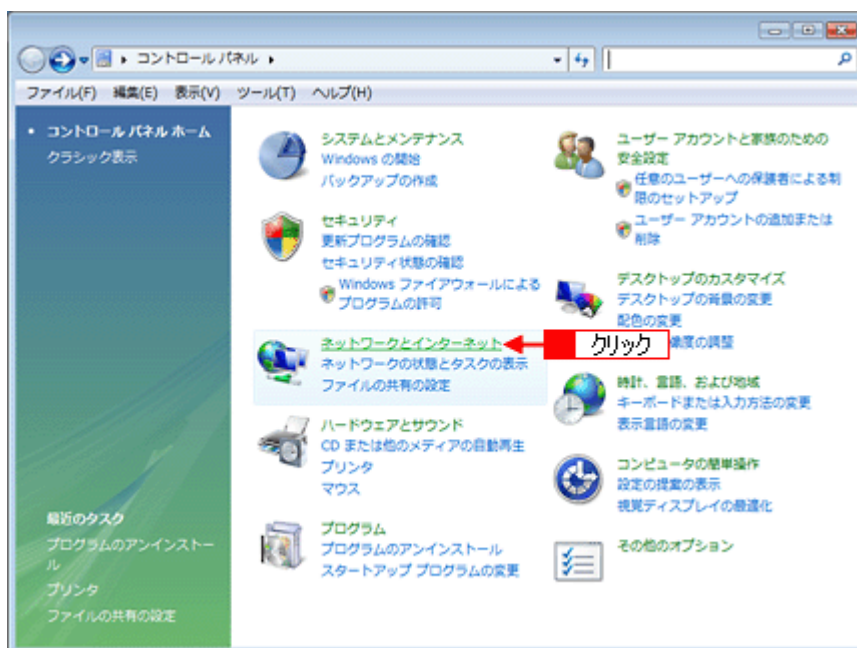 コントロール パネル
ファイル(F) 編集(E) 表示(V) ツール(T) ヘルプ(H)
コントロール パネル ホーム
クラシック表示
システムとメンテナンス
Windows の開始
バックアップの作成
セキュリティ
更新プログラムの確認
セキュリティ状態の確認
Windows ファイアウォールによる
プログラムの許可
ネットワークとインターネット
クリック
ネットワークの状態とタスクの表示
ファイルの共有の設定
ハードウェアとサウンド
CD または他のメディアの自動再生
プリンタ
マウス
プログラム
プログラムのアンインストール
スタートアップ プログラムの変更
ユーザー アカウントと家族のための
安全設定
任意のユーザーへの保護者による制
限のセットアップ
ユーザー アカウントの追加または
削除
デスクトップのカスタマイズ
デスクトップの背景の変更
配色の変更
像度の調整
時計、言語、および地域
キーボードまたは入力方法の変更
表示言語の変更
コンピュータの簡単操作
設定の提案の表示
視覚ディスプレイの最適化
その他のオプション
最近のタスク
プログラムのアンインストー
ル
プリンタ
ファイルの共有の設定